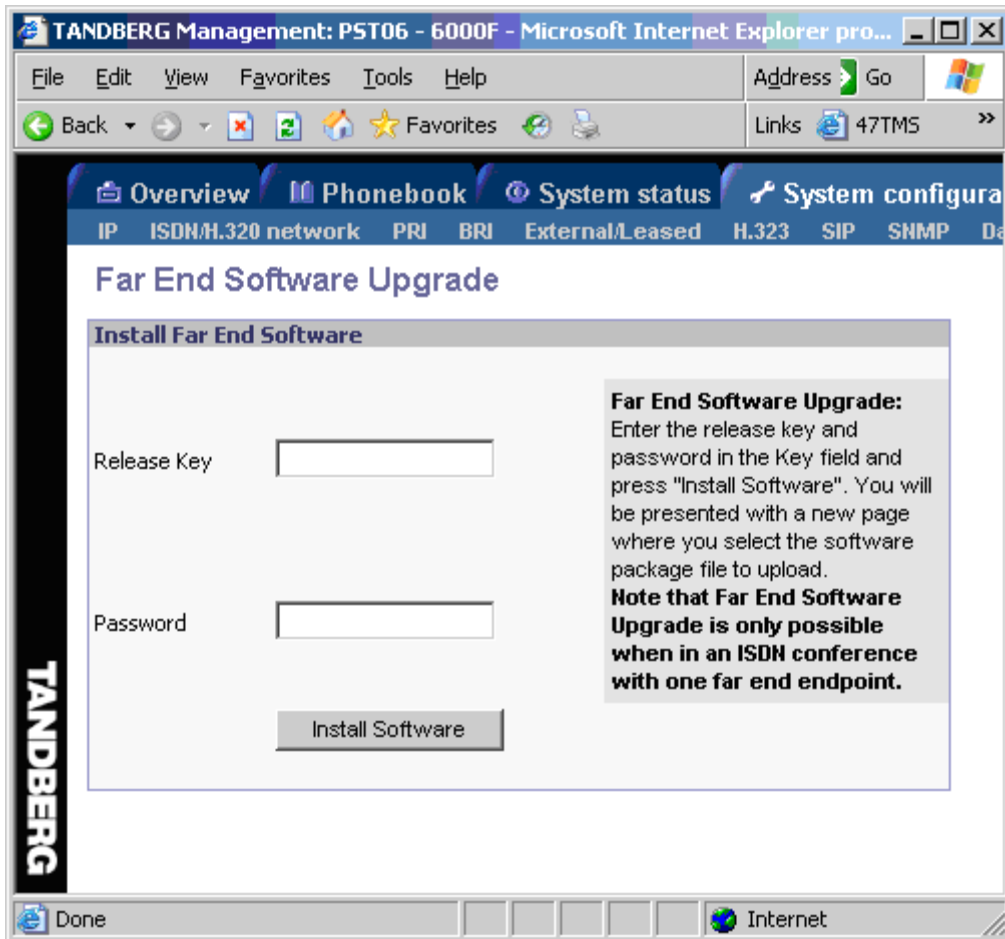 TANDBERG Management: PST06 - 6000F - Microsoft Internet Explorer pro...
File Edit View Favorites Tools Help Address Go
Back Favorites Links 47TMS »
Overview Phonebook System status System configura
IP ISDN/H.320 network PRI BRI External/Leased H.323 SIP SNMP Da
Far End Software Upgrade
Install Far End Software
Release Key
Password
Install Software
Far End Software Upgrade:
Enter the release key and
password in the Key field and
press "Install Software". You will
be presented with a new page
where you select the software
package file to upload.
Note that Far End Software
Upgrade is only possible
when in an ISDN conference
with one far end endpoint.
TANDBERG
Done Internet